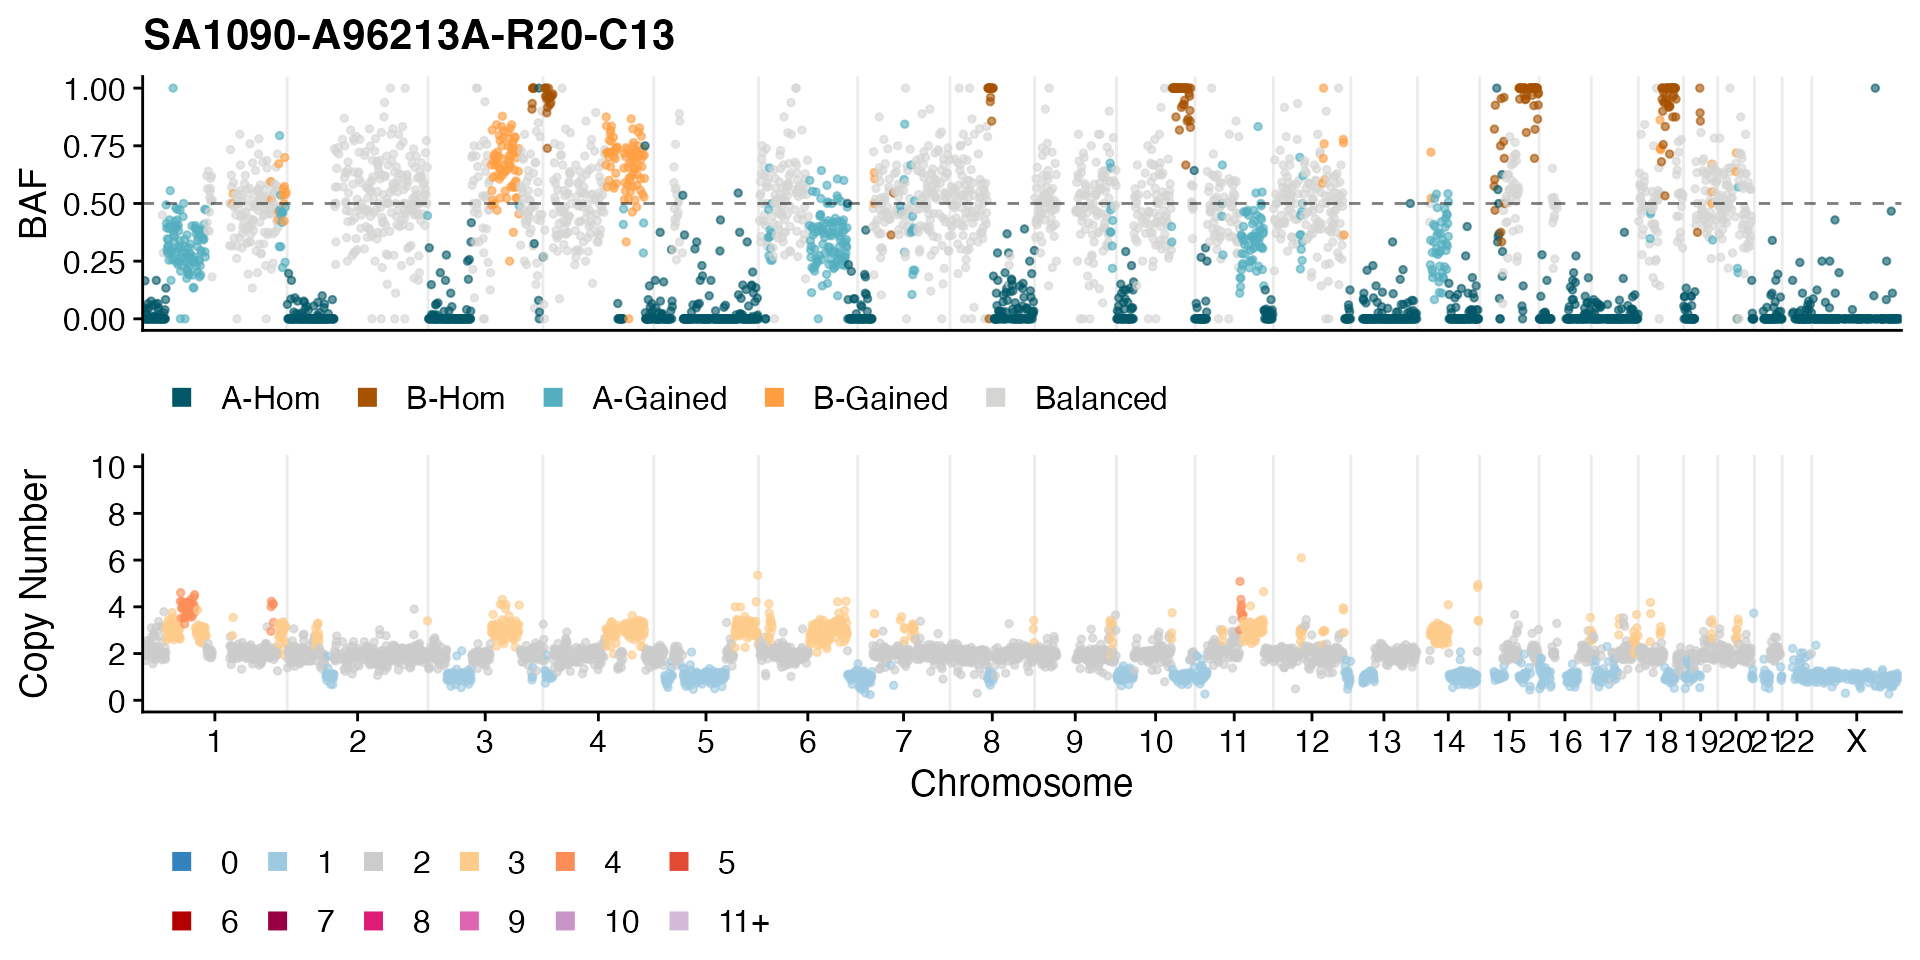 SA1090-A96213A-R20-C13
BAF
1.00
0.75
0.50
0.25
0.00
A-Hom B-Hom A-Gained B-Gained Balanced
Copy Number
10
8
6
4
2
0
1 2 3 4 5 6 7 8 9 10 11 12 13 14 15 16 17 18 19 20 21 22 X
Chromosome
0 1 2 3 4 5
6 7 8 9 10 11+